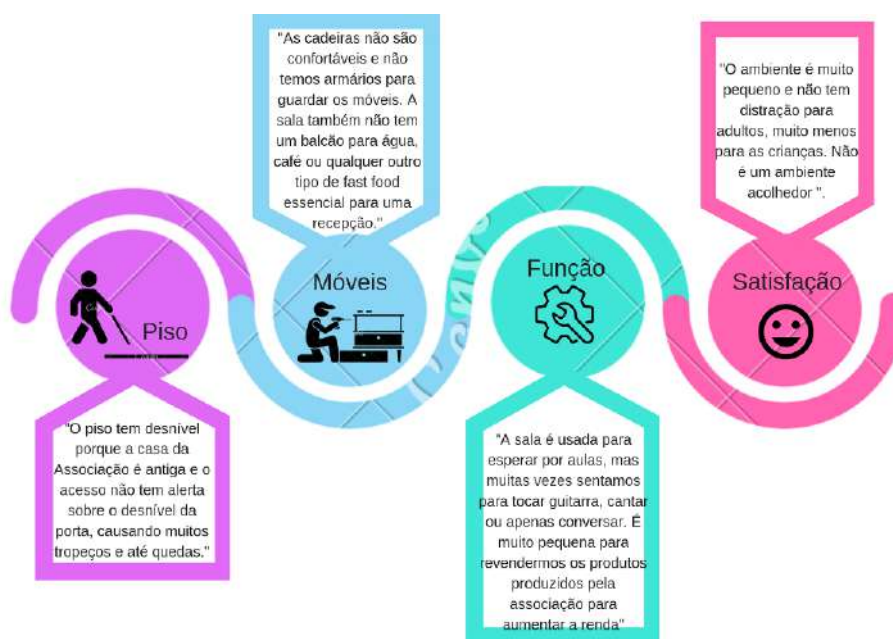 Piso
"O piso tem desnível
porque a casa da
Associação é antiga e o
acesso não tem alerta
sobre o desnível da
porta, causando muitos
tropeços e até quedas."
"As cadeiras não são
confortáveis e não
temos armários para
guardar os móveis. A
sala também não tem
um balcão para água,
café ou qualquer outro
tipo de fast food
essencial para uma
recepção."
Móveis
Função
"A sala é usada para
esperar por aulas, mas
muitas vezes sentamos
para tocar guitarra, cantar
ou apenas conversar. É
muito pequena para
revendermos os produtos
produzidos pela
associação para
aumentar a renda"
"O ambiente é muito
pequeno e não tem
distração para
adultos, muito menos
para as crianças. Não
é um ambiente
acolhedor ".
Satisfação